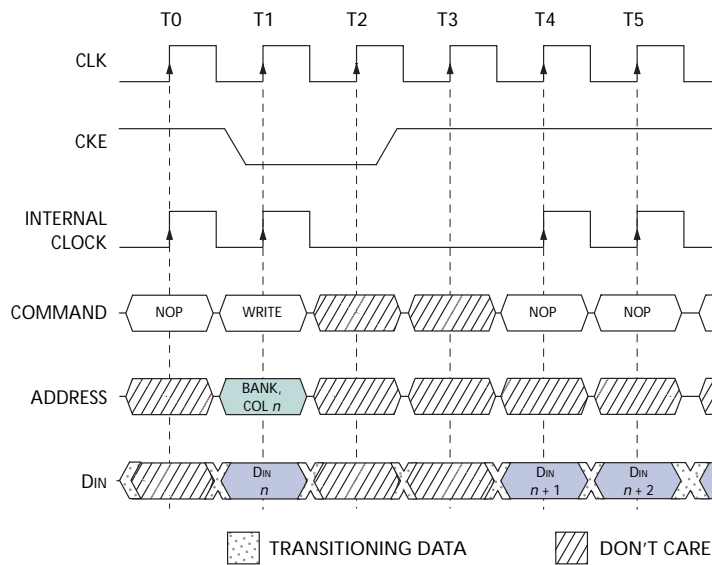 T0 T1 T2 T3 T4 T5
CLK
CKE
INTERNAL
CLOCK
COMMAND NOP WRITE NOP NOP
ADDRESS BANK,
COL n
DIN DIN
n DIN
n + 1 DIN
n + 2
TRANSITIONING DATA DON'T CARE